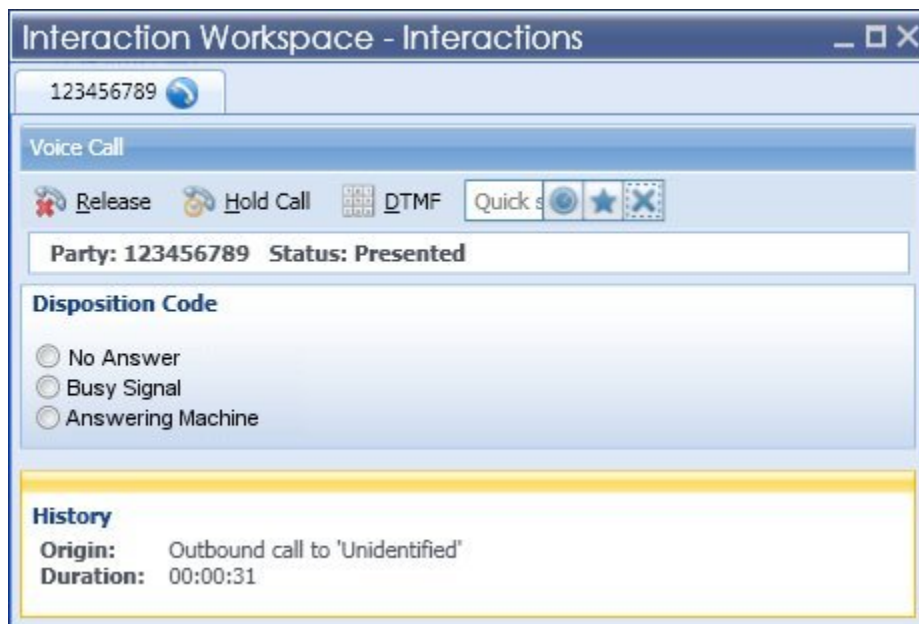 Interaction Workspace - Interactions
123456789
Voice Call
Release Hold Call DTMF Quick s
Party: 123456789 Status: Presented
Disposition Code
No Answer
Busy Signal
Answering Machine
History
Origin: Outbound call to 'Unidentified'
Duration: 00:00:31